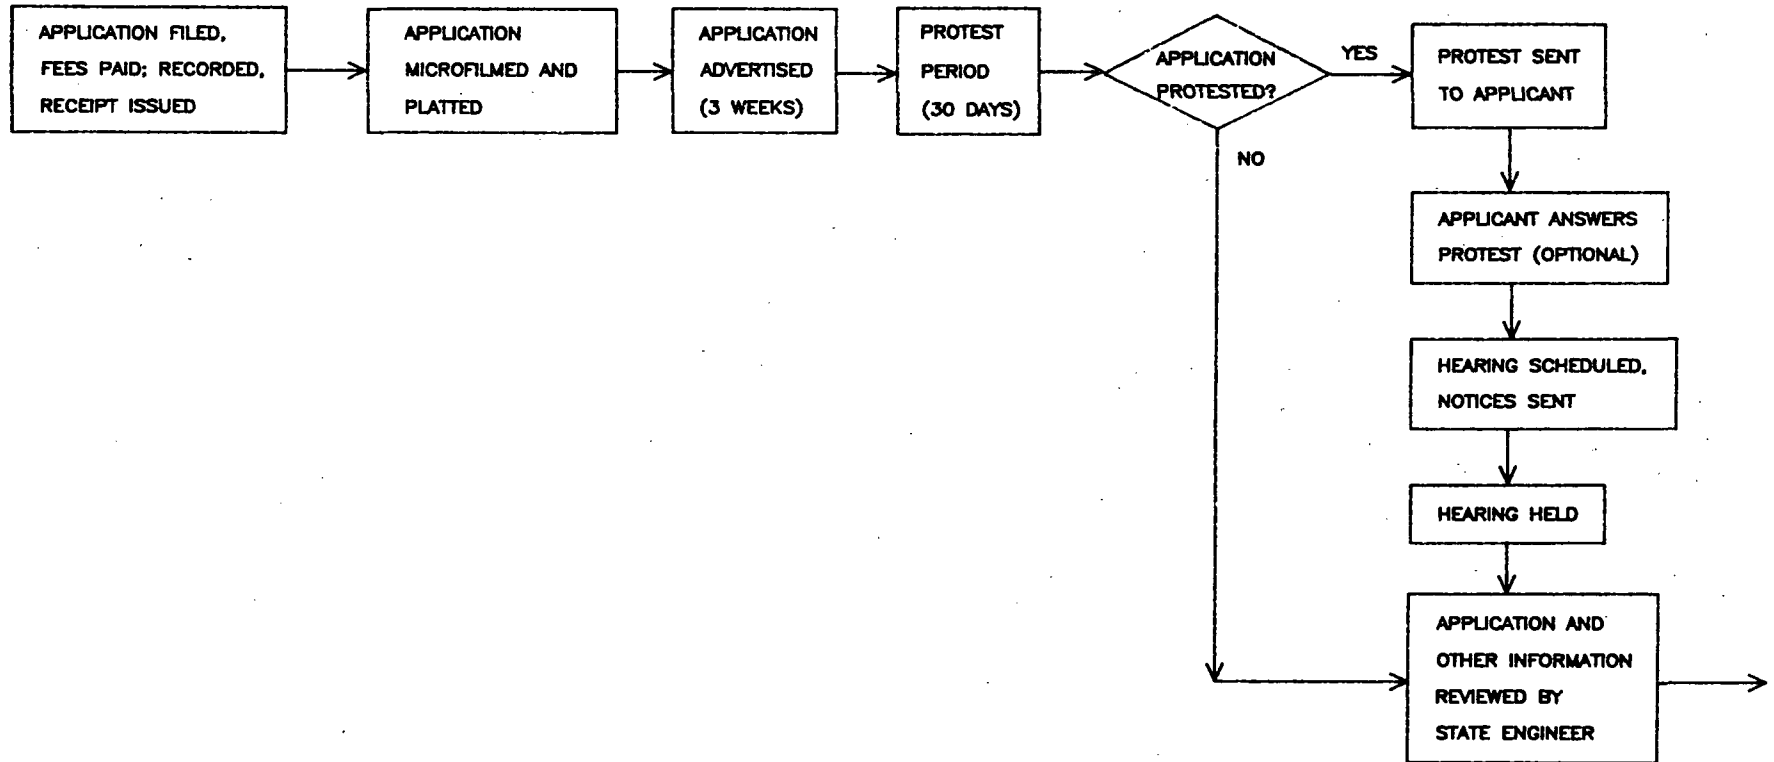 APPLICATION FILED,
FEES PAID; RECORDED,
RECEIPT ISSUED
APPLICATION
MICROFILMED AND
PLATTED
APPLICATION
ADVERTISED
(3 WEEKS)
PROTEST
PERIOD
(30 DAYS)
APPLICATION
PROTESTED?
YES
NO
PROTEST SENT
TO APPLICANT
APPLICANT ANSWERS
PROTEST (OPTIONAL)
HEARING SCHEDULED,
NOTICES SENT
HEARING HELD
APPLICATION AND
OTHER INFORMATION
REVIEWED BY
STATE ENGINEER